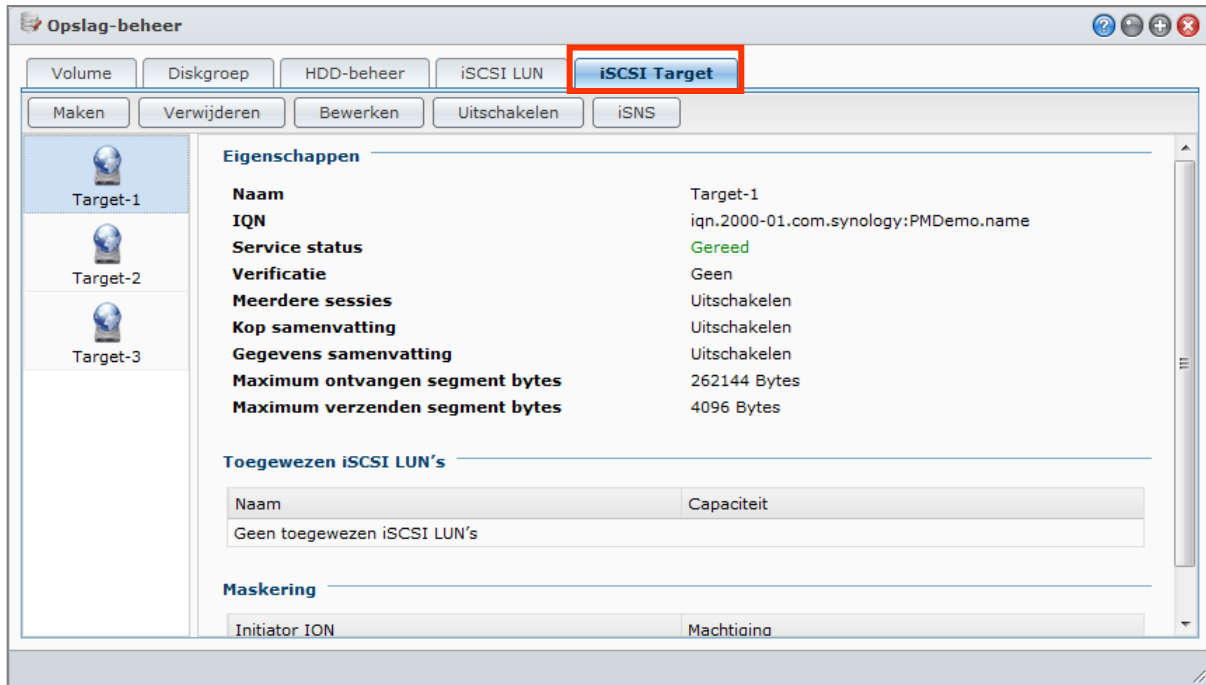 Opslag-beheer
Volume Diskgroep HDD-beheer iSCSI LUN iSCSI Target
Maken Verwijderen Bewerken Uitschakelen iSNS
Target-1
Target-2
Target-3
Eigenschappen
Naam Target-1
IQN iqn.2000-01.com.synology:PMDemo.name
Service status Gereed
Verificatie Geen
Meerdere sessies Uitschakelen
Kop samenvatting Uitschakelen
Gegevens samenvatting Uitschakelen
Maximum ontvangen segment bytes 262144 Bytes
Maximum verzenden segment bytes 4096 Bytes
Toegewezen iSCSI LUN's
Naam Capaciteit
Geen toegewezen iSCSI LUN's
Maskering
Initiator IQN Machtiging